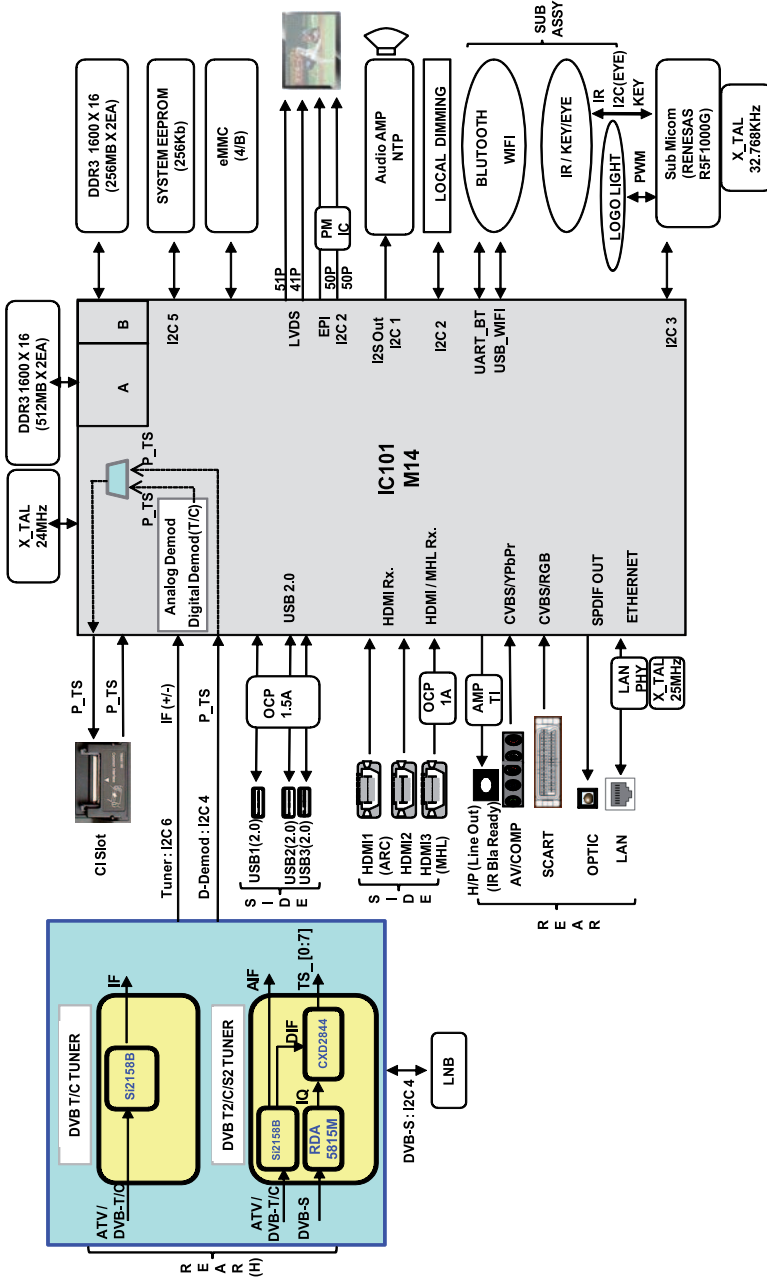 REAR
(H)
DVB T/C TUNER
ATV /
DVB-T/C
Si2158B
IF
DVB T2/C/S2 TUNER
ATV /
DVB-T/C
DVB-S
Si2158B
AIF
DIF
RDA
5815M
IQ
CXD2844
TS_ [0:7]
DVB-S : I2C 4
LNB
CI Slot
P_TS
P_TS
Tuner : I2C 6
IF (+/-)
D-Demod : I2C 4
P_TS
SIDE
USB1(2.0)
USB2(2.0)
USB3(2.0)
OCP
1.5A
SIDE
HDMI1
(ARC)
HDMI2
HDMI3
(MHL)
OCP
1A
REAR
H/P (Line Out)
(IR Bla Ready)
AV/COMP
SCART
OPTIC
LAN
AMP
TI
LAN
PHY
X_TAL
25MHz
X_TAL
24MHz
DDR3 1600 X 16
(512MB X 2EA)
A
B
P_TS
P_TS
Analog Demod
Digital Demod(T/C)
USB 2.0
IC101
M14
HDMI Rx.
HDMI / MHL Rx.
CVBS/YPbPr
CVBS/RGB
SPDIF OUT
ETHERNET
I2C 5
LVDS
EPI
I2C 2
I2S Out
I2C 1
I2C 2
UART_BT
USB_WIFI
I2C 3
DDR3 1600 X 16
(256MB X 2EA)
SYSTEM EEPROM
(256Kb)
eMMC
(4/B)
51P
41P
50P
50P
PM
IC
Audio AMP
NTP
LOCAL DIMMING
BLUTOOTH
WIFI
IR / KEY/EYE
SUB
ASSY
LOGO LIGHT
PWM
IR
I2C(EYE)
KEY
Sub Micom
(RENESAS
R5F1000G)
X_TAL
32.768KHz